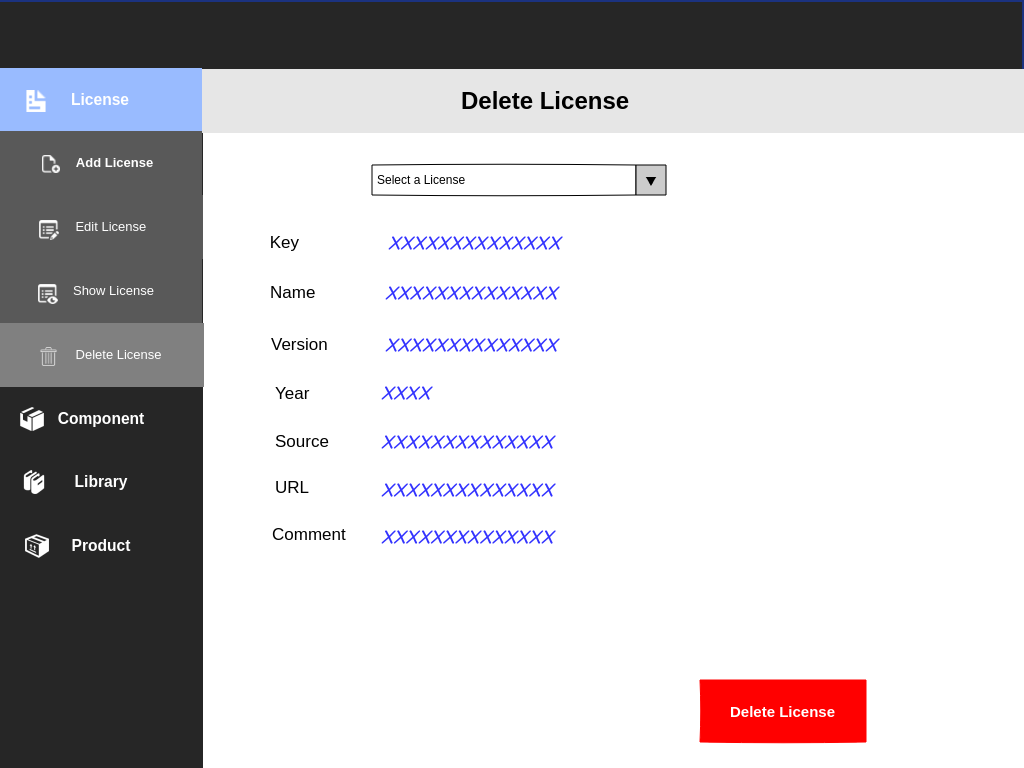 Delete License
License
Add License
Edit License
Show License
Delete License
Component
Library
Product
Select a License
Key XXXXXXXXXXXXXX
Name XXXXXXXXXXXXXX
Version XXXXXXXXXXXXXX
Year XXXX
Source XXXXXXXXXXXXXX
URL XXXXXXXXXXXXXX
Comment XXXXXXXXXXXXXX
Delete License